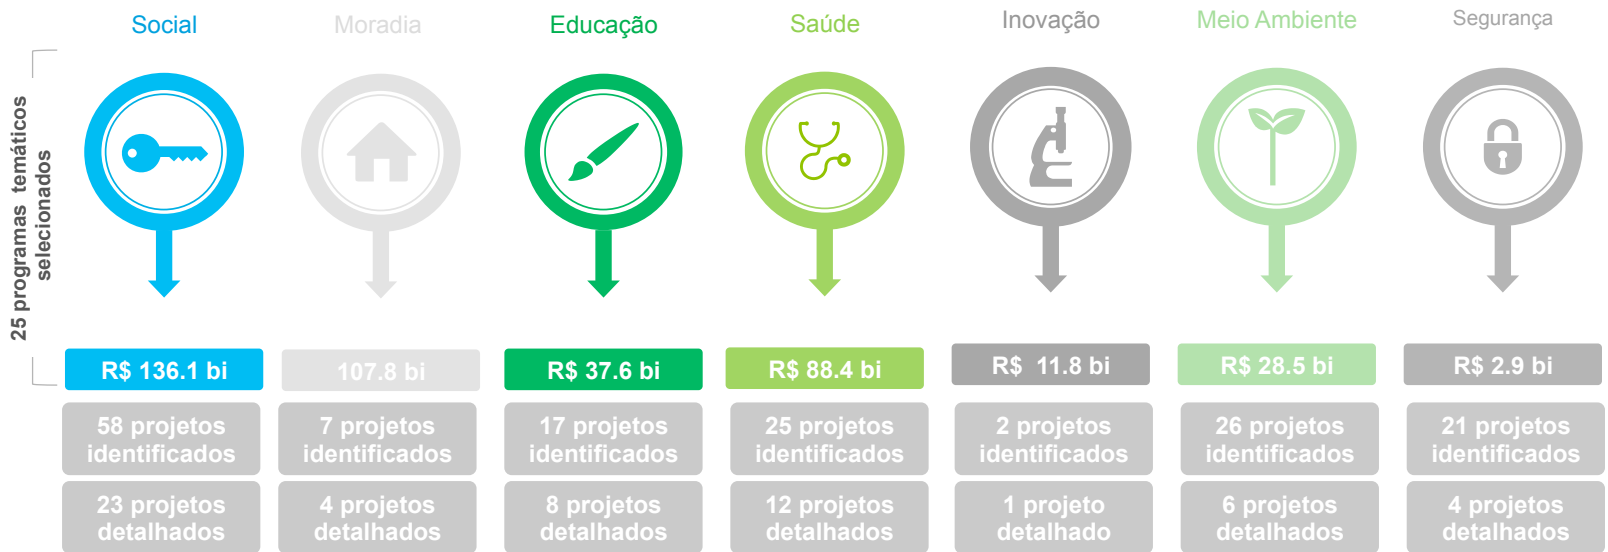 Social
Moradia
Educação
Saúde
Inovação
Meio Ambiente
Segurança
25 programas temáticos
selecionados
R$ 136.1 bi
107.8 bi
R$ 37.6 bi
R$ 88.4 bi
R$ 11.8 bi
R$ 28.5 bi
R$ 2.9 bi
58 projetos
identificados
7 projetos
identificados
17 projetos
identificados
25 projetos
identificados
2 projetos
identificados
26 projetos
identificados
21 projetos
identificados
23 projetos
detalhados
4 projetos
detalhados
8 projetos
detalhados
12 projetos
detalhados
1 projeto
detalhado
6 projetos
detalhados
4 projetos
detalhados